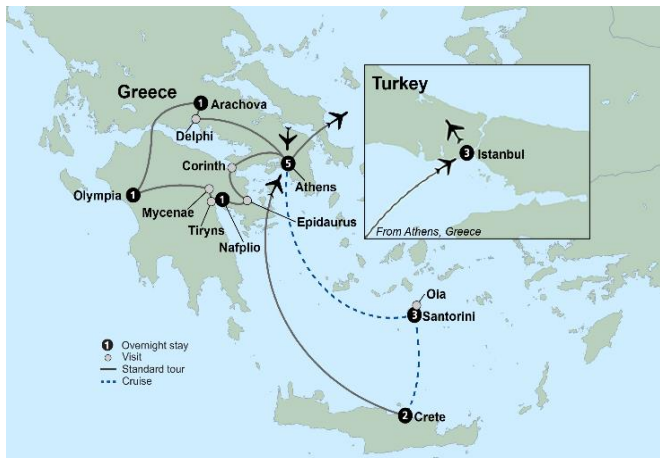 Greece
1
Arachova
Delphi
Corinth
5
Athens
Olympia
1
Mycenae
Tiryns
1
Nafplio
Epidaurus
Turkey
3
Istanbul
From Athens, Greece
Oia
3
Santorini
2
Crete
1
Overnight stay
Visit
Standard tour
Cruise